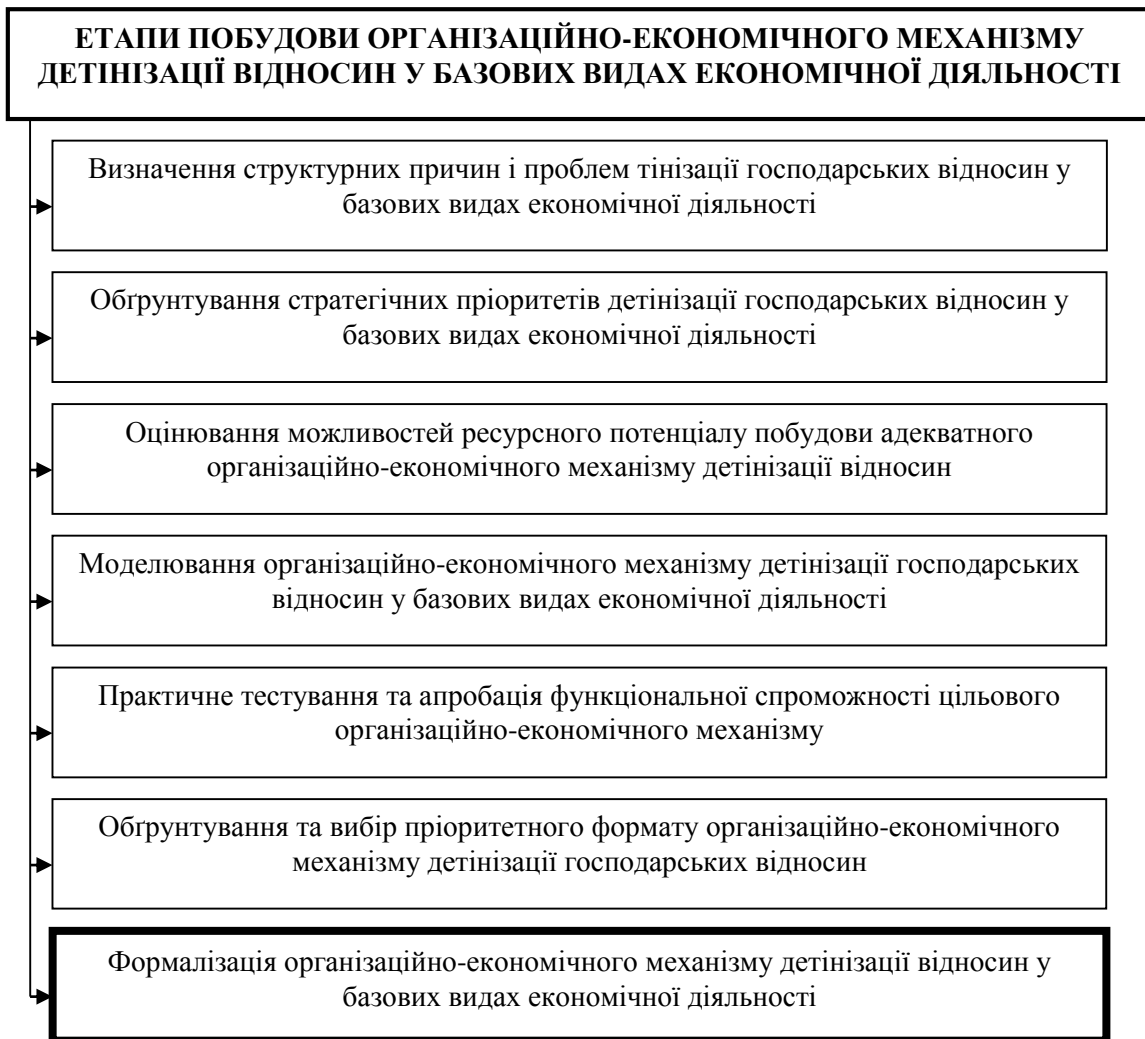 ЕТАПИ ПОБУДОВИ ОРГАНІЗАЦІЙНО-ЕКОНОМІЧНОГО МЕХАНІЗМУ
ДЕТІНІЗАЦІЇ ВІДНОСИН У БАЗОВИХ ВИДАХ ЕКОНОМІЧНОЇ ДІЯЛЬНОСТІ
Визначення структурних причин і проблем тінізації господарських відносин у
базових видах економічної діяльності
Обґрунтування стратегічних пріоритетів детінізації господарських відносин у
базових видах економічної діяльності
Оцінювання можливостей ресурсного потенціалу побудови адекватного
організаційно-економічного механізму детінізації відносин
Моделювання організаційно-економічного механізму детінізації господарських
відносин у базових видах економічної діяльності
Практичне тестування та апробація функціональної спроможності цільового
організаційно-економічного механізму
Обґрунтування та вибір пріоритетного формату організаційно-економічного
механізму детінізації господарських відносин
Формалізація організаційно-економічного механізму детінізації відносин у
базових видах економічної діяльності